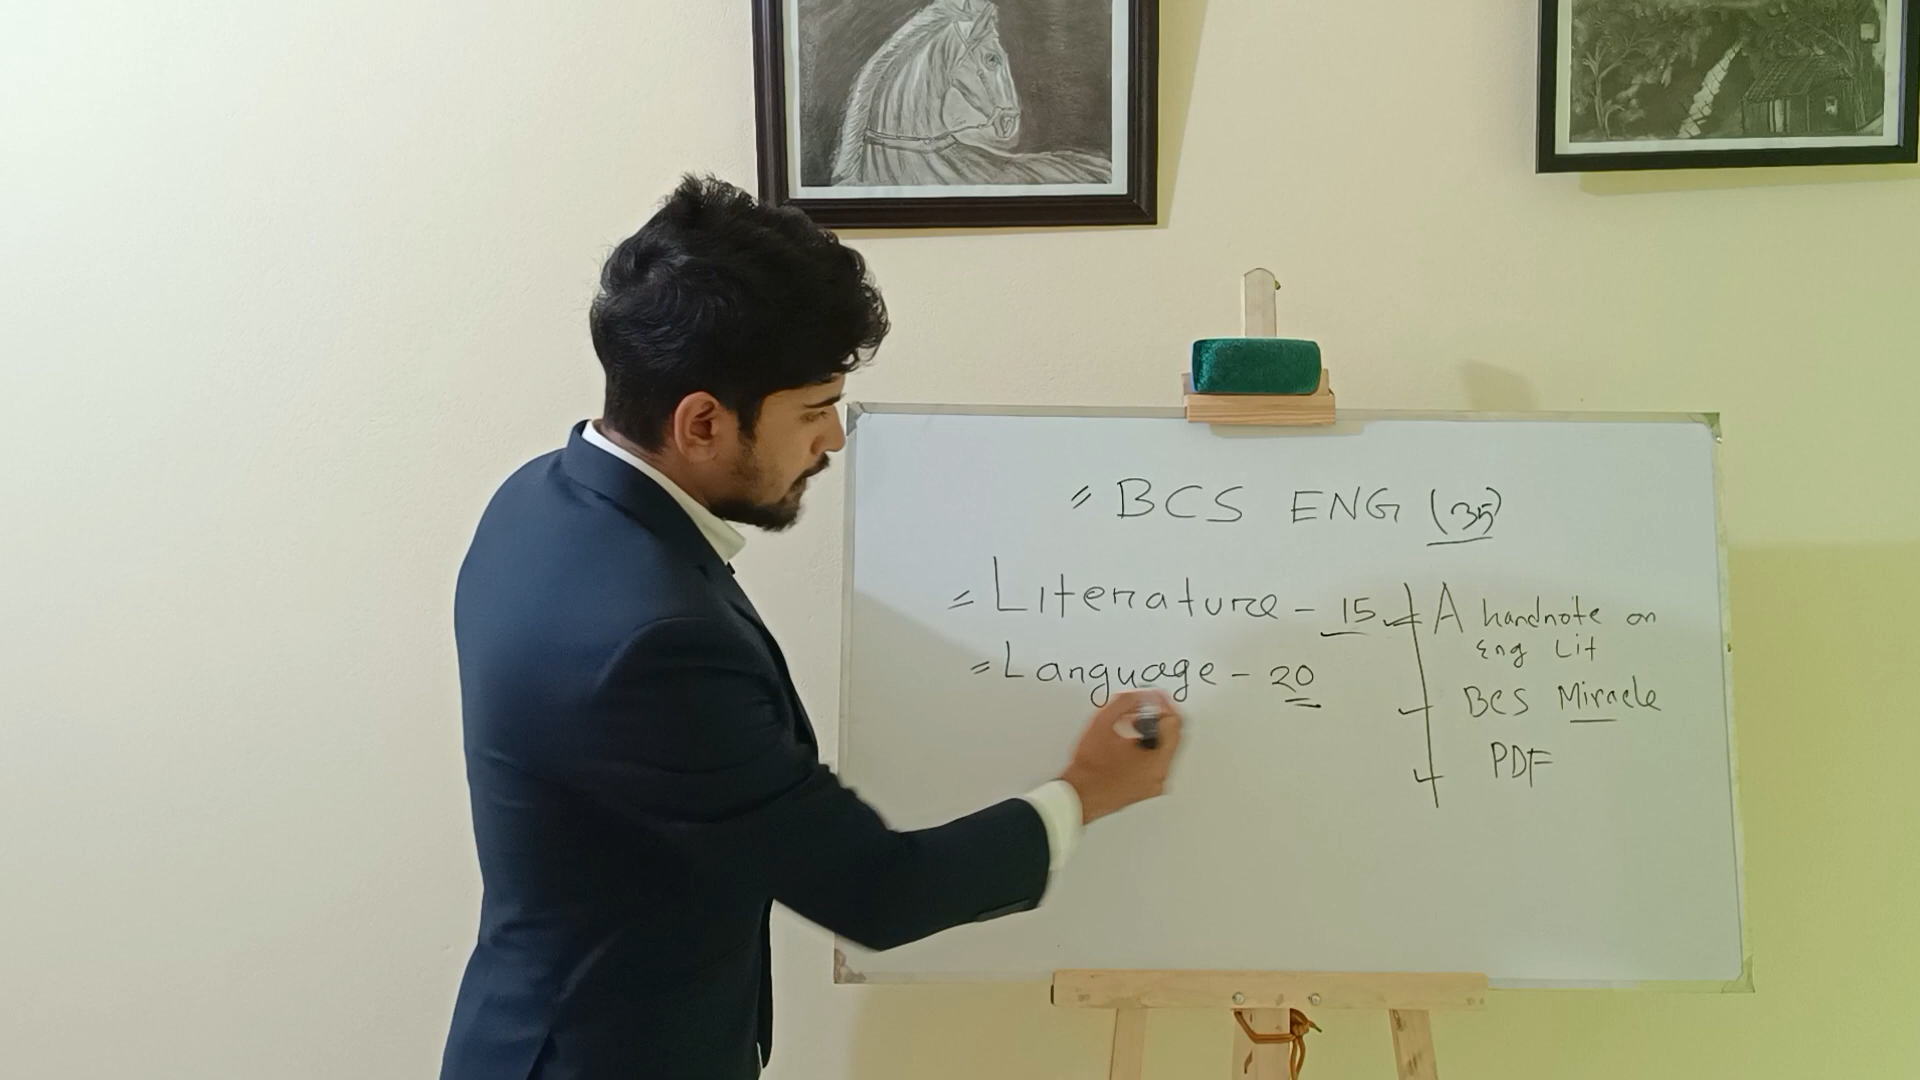 BCS ENG (35)
= Literature - 15
= Language - 20
A handnote on
Eng Lit
BCS Miracle
PDF